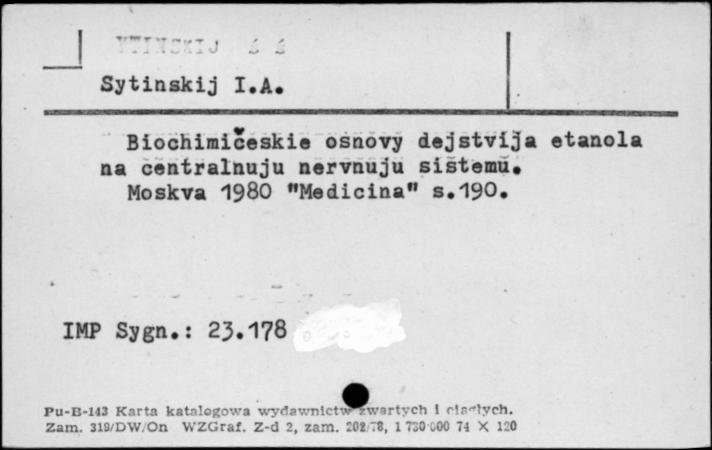 Sytinskij I.A.
Biochimičeskie osnovy dejstvija etanola
na centralnuju nervnuju sistemu.
Moskva 1980 "Medicina" s.190.
IMP Sygn.: 23.178
Pu-B-143 Karta katalogowa wydawnictw zwartych i ciągłych.
Zam. 319/DW/On WZGraf. Z-d 2, zam. 202/78, 1 730 000 74 X 120